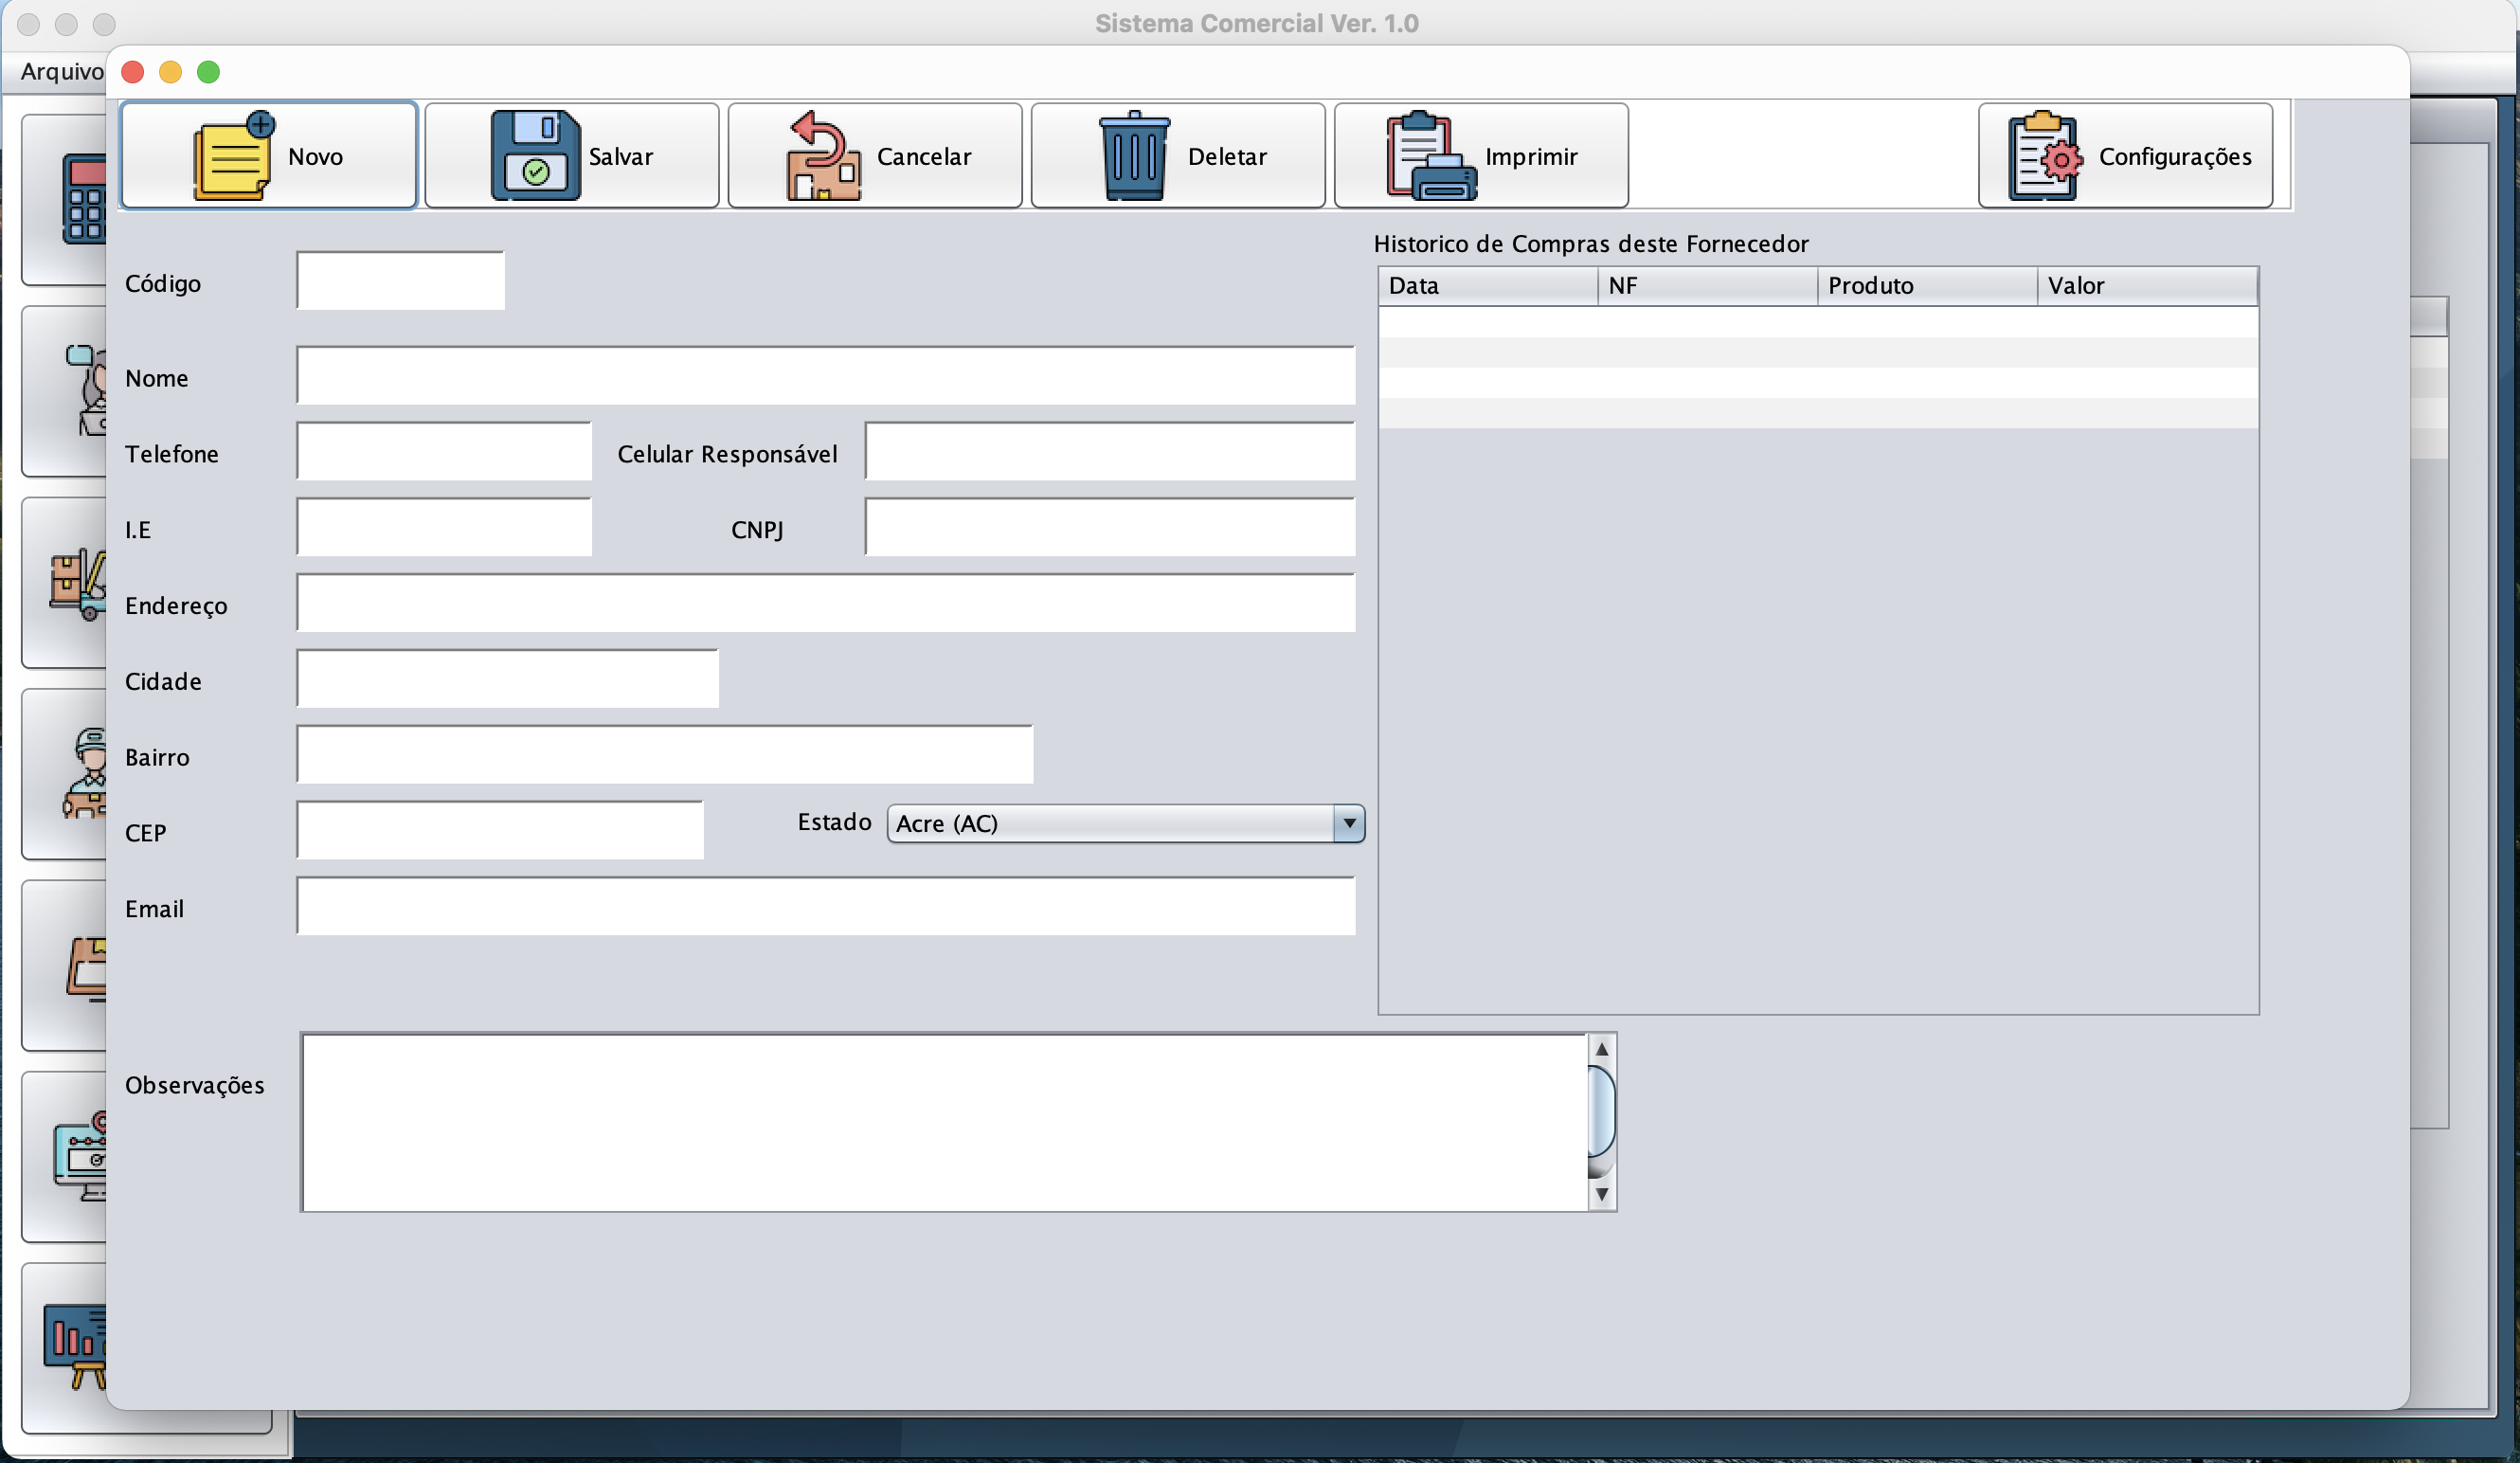 Sistema Comercial Ver. 1.0
Arquivo
Novo
Salvar
Cancelar
Deletar
Imprimir
Configurações
Historico de Compras deste Fornecedor
Data NF Produto Valor
Código
Nome
Telefone
Celular Responsável
I.E
CNPJ
Endereço
Cidade
Bairro
CEP
Estado
Acre (AC)
Email
Observações